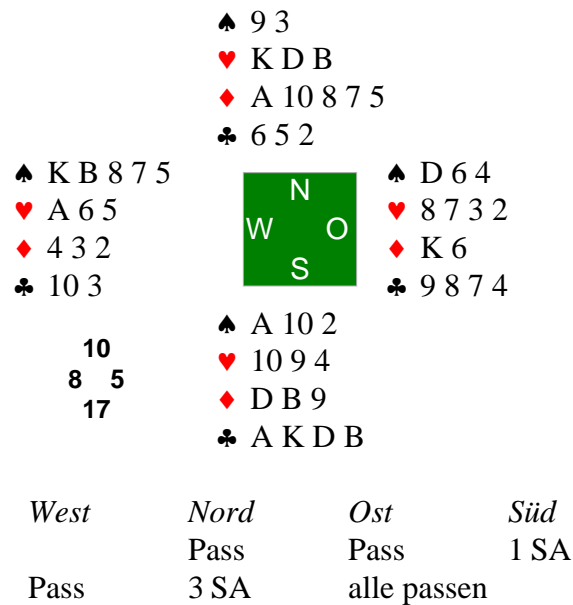 ♠ 9 3
♥ K D B
♦ A 10 8 7 5
♣ 6 5 2
♠ K B 8 7 5
♥ A 6 5
♦ 4 3 2
♣ 10 3
N
W O
S
♠ D 6 4
♥ 8 7 3 2
♦ K 6
♣ 9 8 7 4
♠ A 10 2
♥ 10 9 4
♦ D B 9
♣ A K D B
10
8 5
17
West Nord Ost Süd
Pass Pass 1 SA
Pass 3 SA alle passen